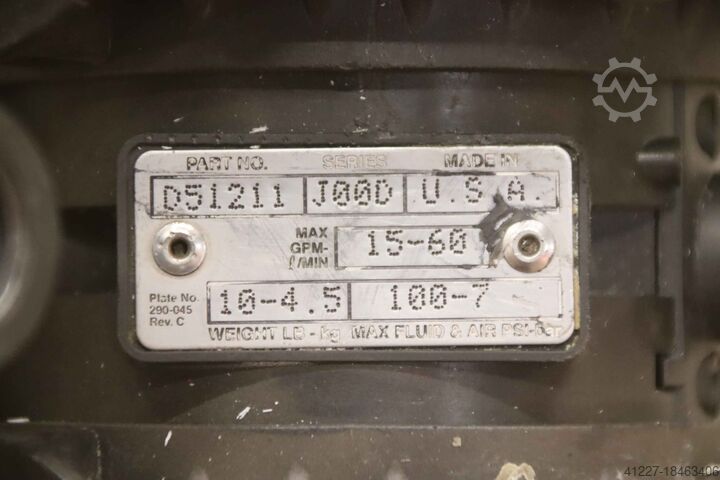 PART NO. SERIES MADE IN
D51211 J00D U.S.A.
MAX
GPM-
ℓ/MIN
15-60
Plate No.
290-045
Rev. C
10-4.5 100-7
WEIGHT LB - kg MAX FLUID & AIR PSI-bar
41227-18463406